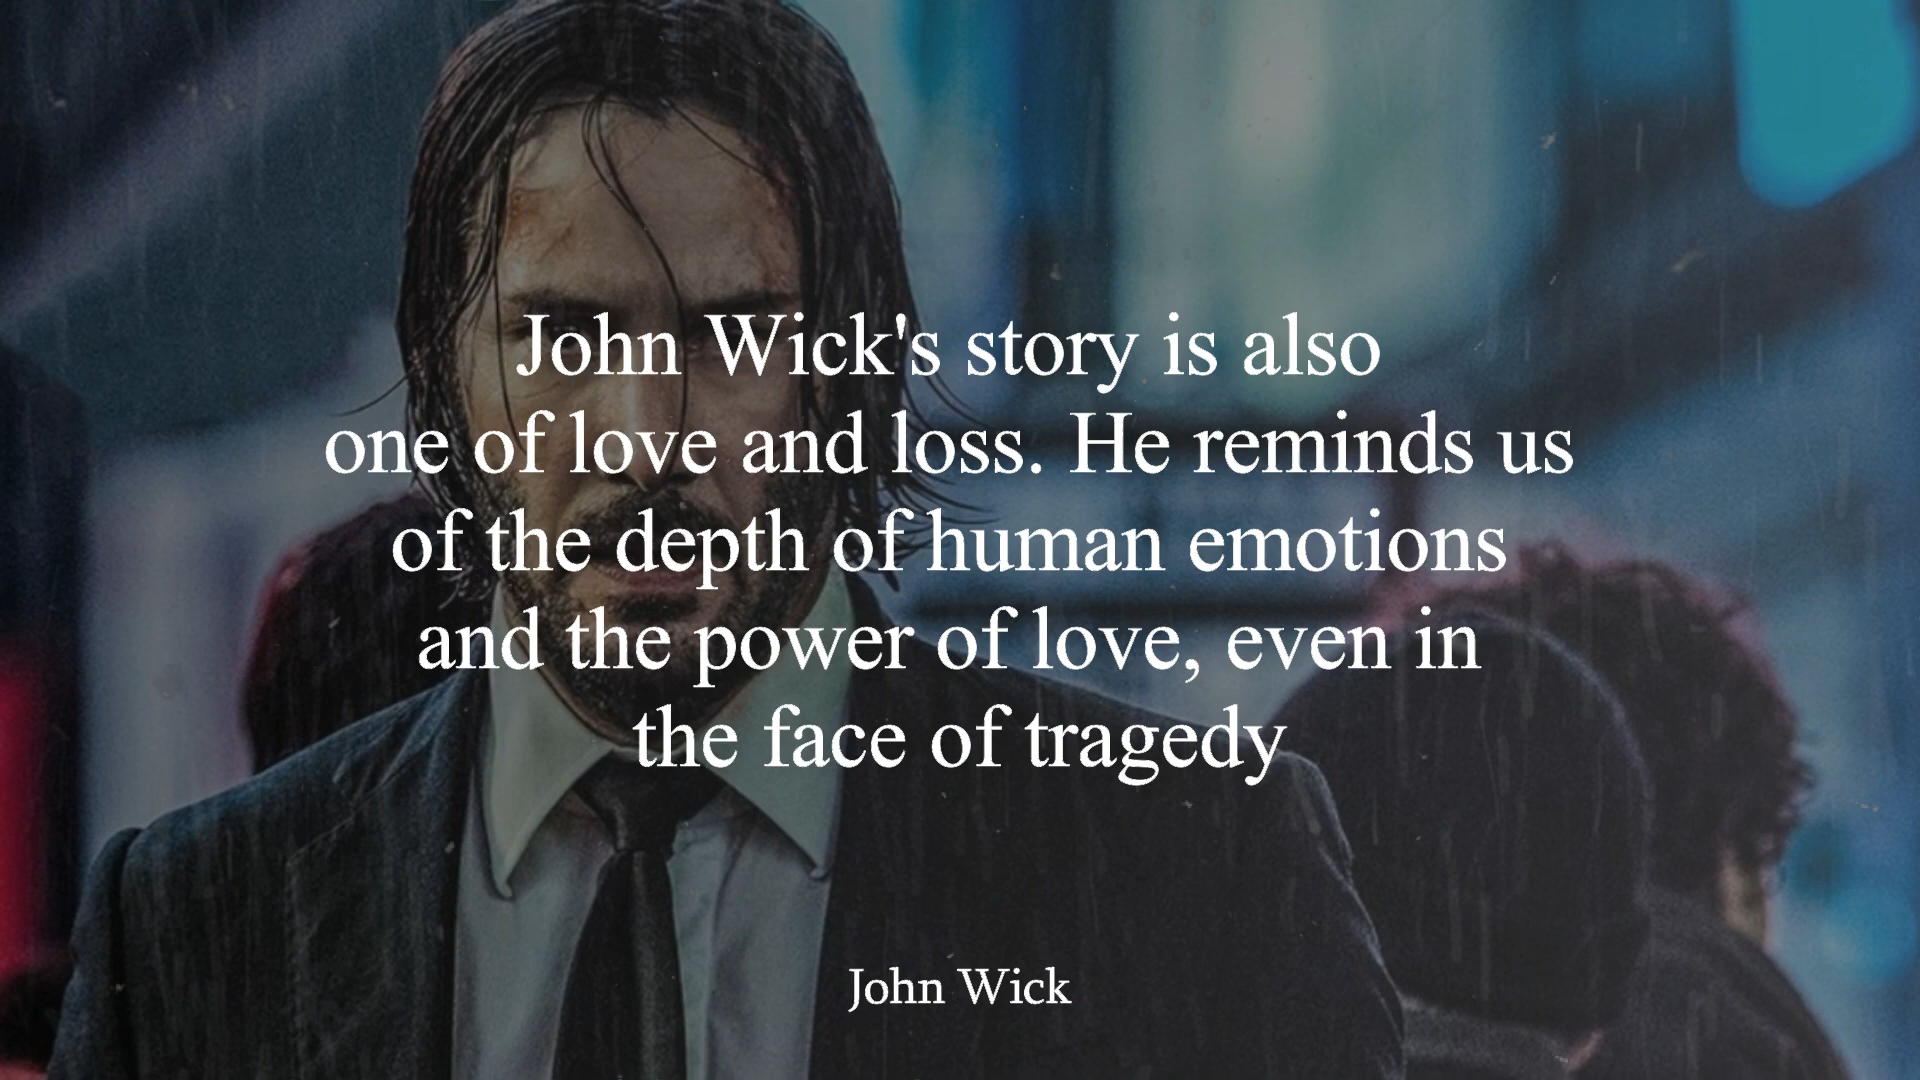 John Wick's story is also
one of love and loss. He reminds us
of the depth of human emotions
and the power of love, even in
the face of tragedy
John Wick